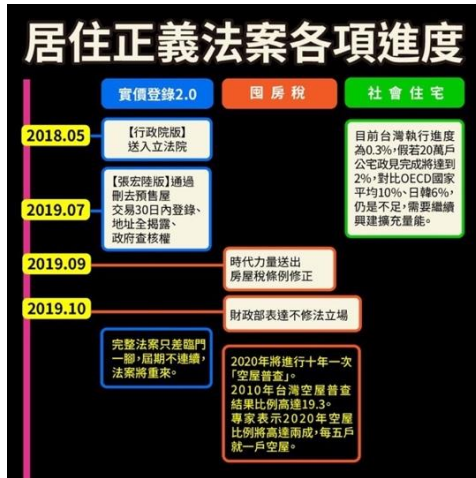 居住正義法案各項進度
實價登錄2.0
囤房稅
社會住宅
2018.05
【行政院版】
送入立法院
目前台灣執行進度
為0.3%,假若20萬戶
公宅政見完成將達到
2%,對比OECD國家
平均10%、日韓6%,
仍是不足,需要繼續
興建擴充量能。
2019.07
【張宏陸版】通過
刪去預售屋
交易30日內登錄、
地址全揭露、
政府查核權
2019.09
時代力量送出
房屋稅條例修正
2019.10
財政部表達不修法立場
完整法案只差臨門
一腳,屆期不連續,
法案將重來。
2020年將進行十年一次
「空屋普查」。
2010年台灣空屋普查
結果比例高達19.3。
專家表示2020年空屋
比例將高達兩成,每五戶
就一戶空屋。